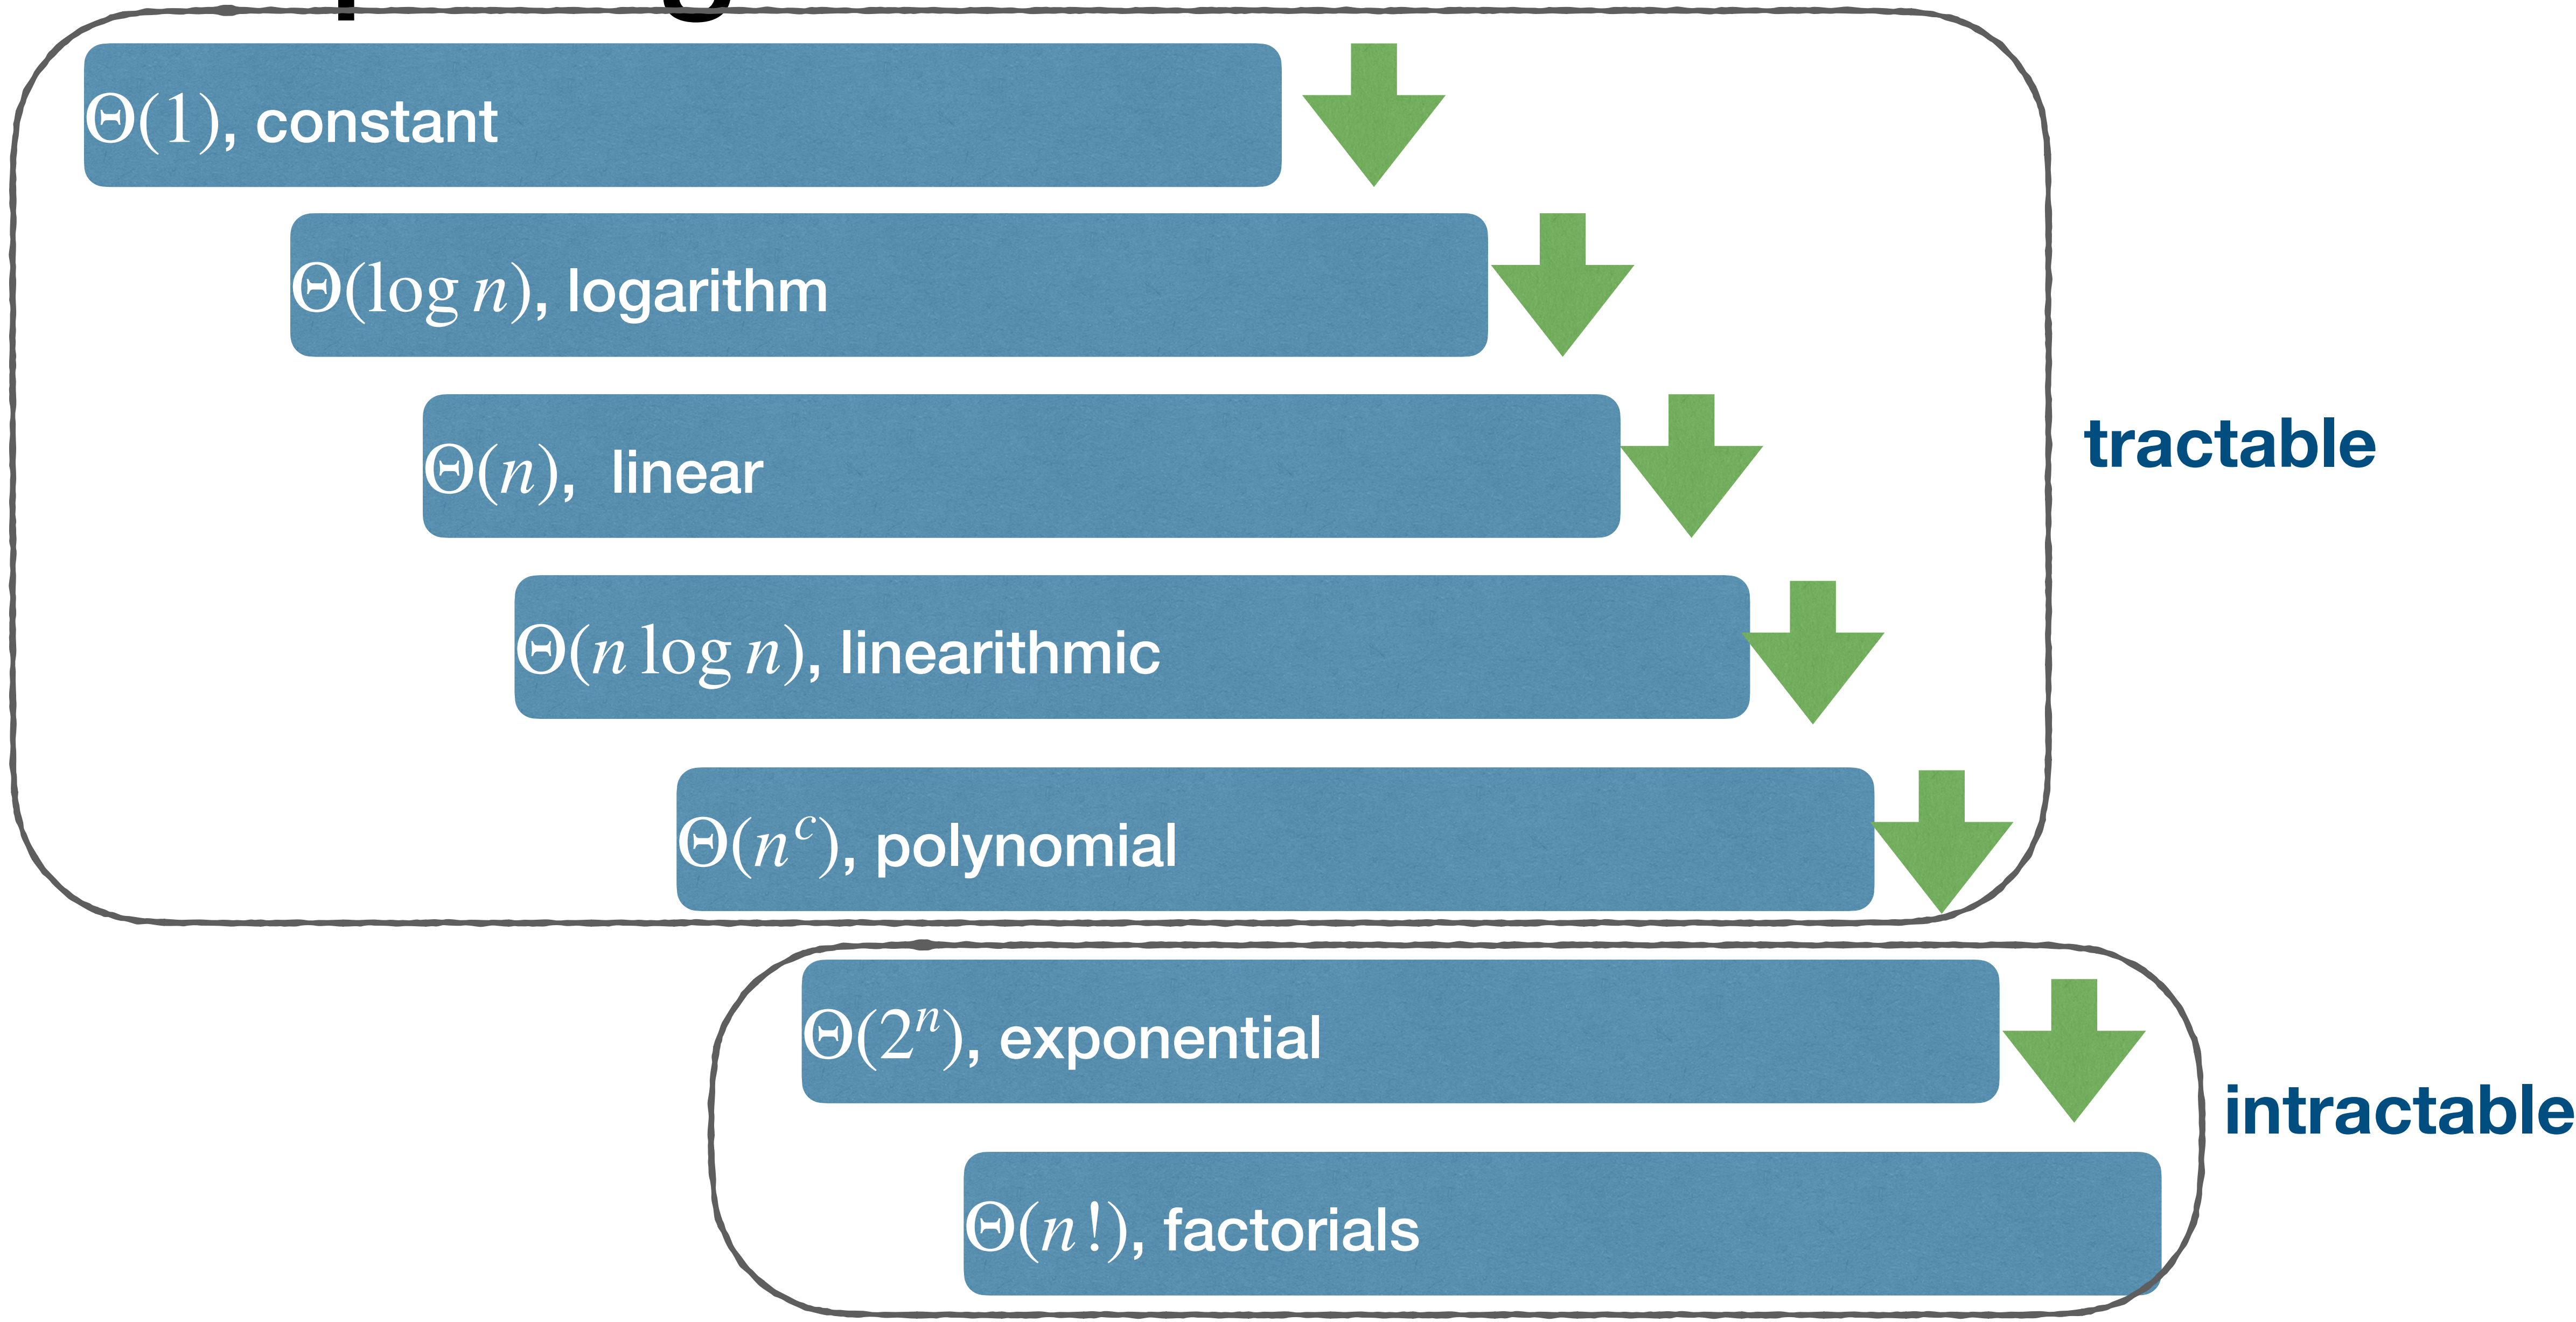 Θ(1), constant
Θ(log n), logarithm
Θ(n), linear
tractable
Θ(n log n), linearithmic
Θ(n^c), polynomial
Θ(2^n), exponential
intractable
Θ(n!), factorials